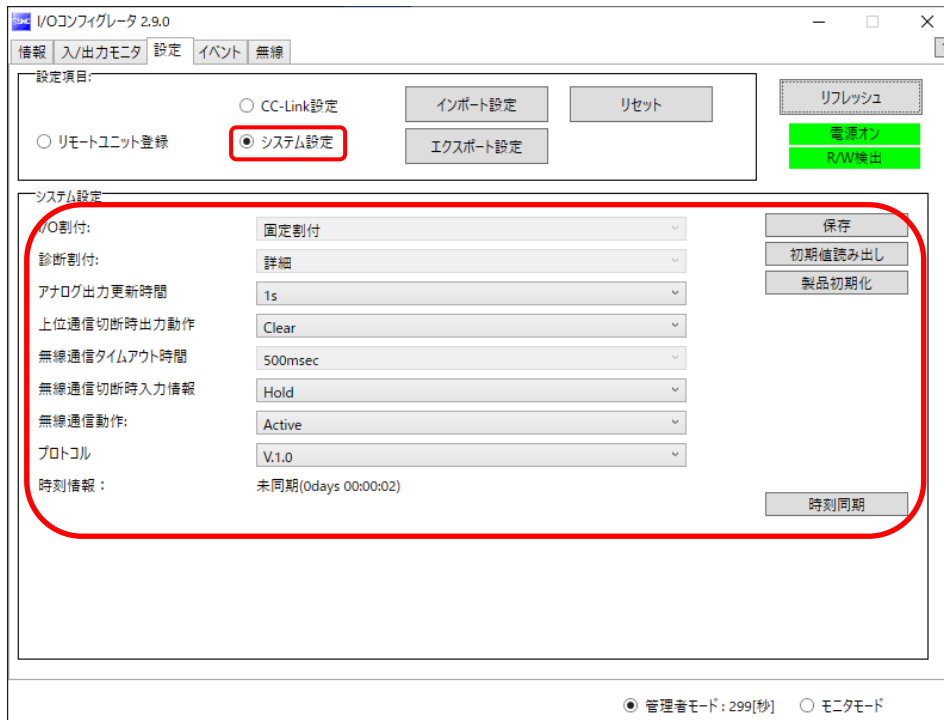 I/Oコンフィグレータ 2.9.0
情報 入/出力モニタ 設定 イベント 無線
設定項目:
CC-Link設定 インポート設定 リセット リフレッシュ
リモートユニット登録 システム設定 エクスポート設定 電源オン
R/W検出
システム設定
I/O割付: 固定割付 保存
診断割付: 詳細 初期値読み出し
アナログ出力更新時間 1s 製品初期化
上位通信切断時出力動作 Clear
無線通信タイムアウト時間 500msec
無線通信切断時入力情報 Hold
無線通信動作: Active
プロトコル V.1.0
時刻情報： 未同期(0days 00:00:02)
時刻同期
管理者モード : 299[秒] モニタモード